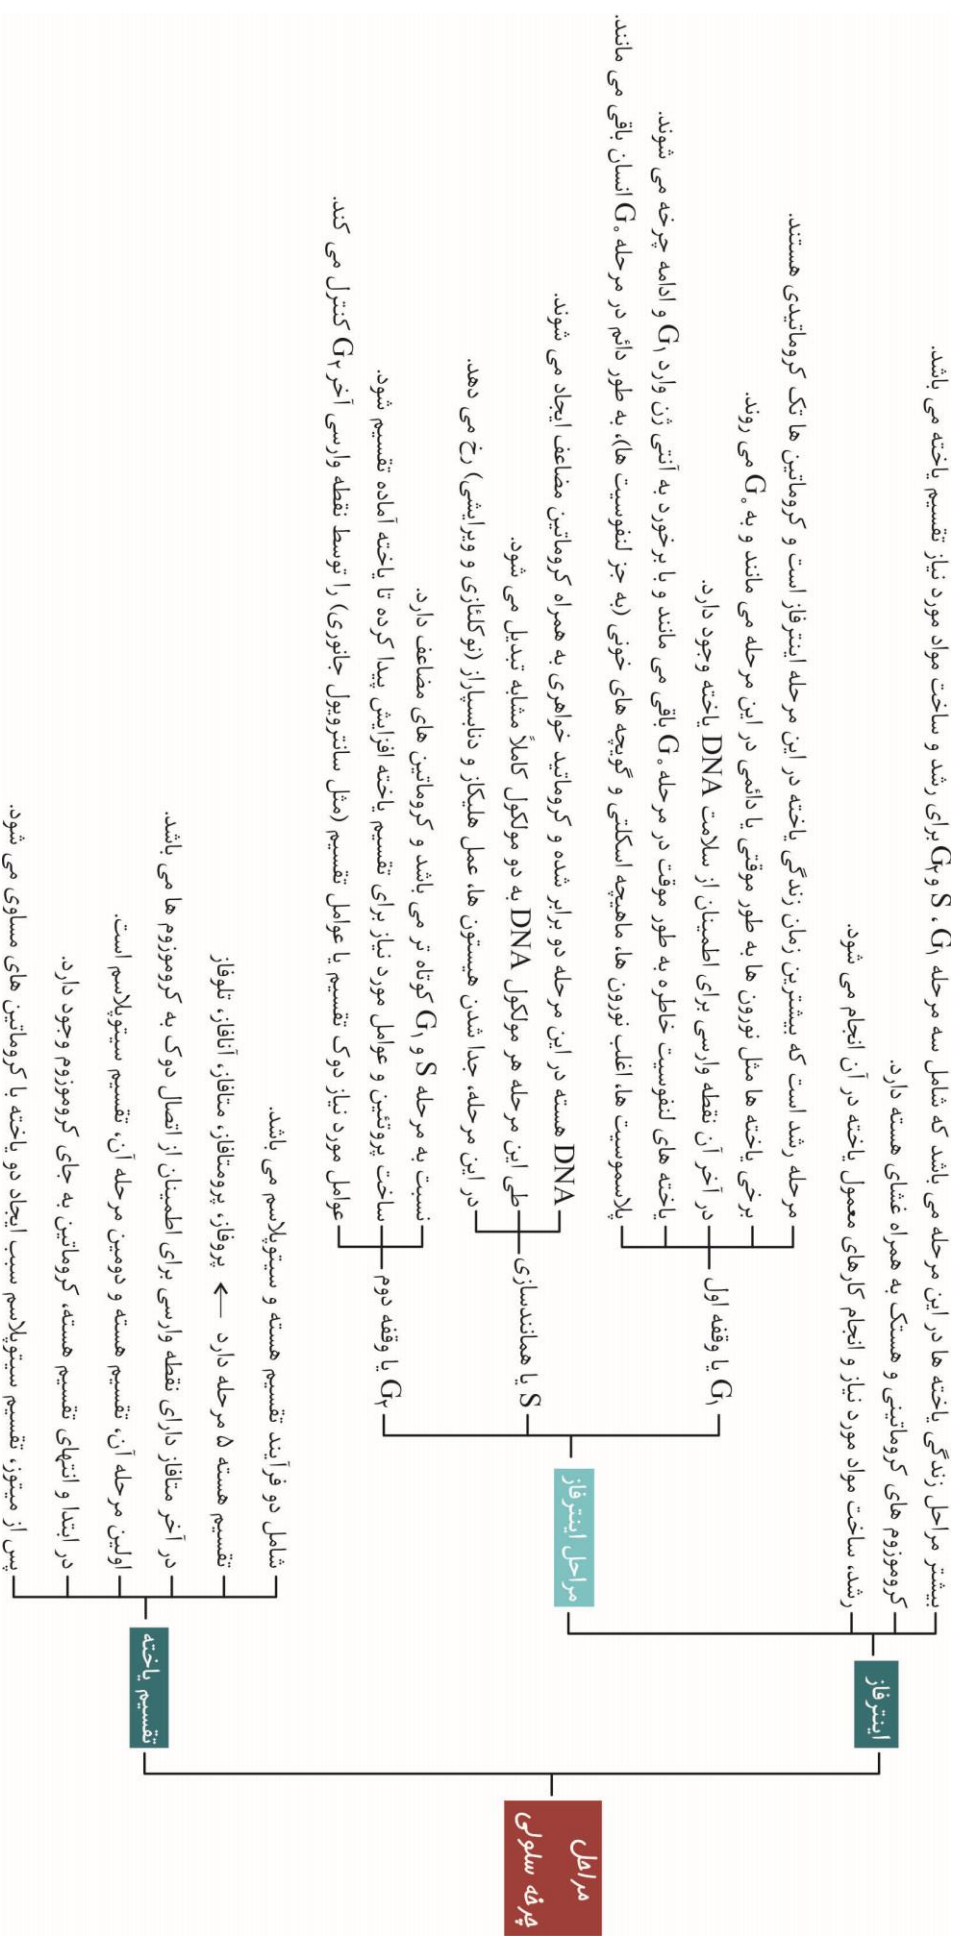 مراحل
چرخه سلولی
اینترفاز
بیشتر مراحل زندگی یاخته ها در این مرحله می باشد که شامل سه مرحله G۱ ، S و G۲ برای رشد و ساخت مواد مورد نیاز تقسیم یاخته می باشد.
کروموزوم های کروماتینی و هستک به همراه غشای هسته دارد.
رشد، ساخت مواد مورد نیاز و انجام کارهای معمول یاخته در آن انجام می شود.
مراحل اینترفاز
G۱ یا وقفه اول
مرحله رشد است که بیشترین زمان زندگی یاخته در این مرحله اینترفاز است و کروماتین ها تک کروماتیدی هستند.
برخی یاخته ها مثل نورون ها به طور موقتی یا دائمی در این مرحله می مانند و به G۰ می روند.
در آخر آن نقطه وارسی برای اطمینان از سلامت DNA یاخته وجود دارد.
یاخته های لنفوسیت خاطره به طور موقت در مرحله G۰ باقی می مانند و با برخورد به آنتی ژن وارد G۱ و ادامه چرخه می شوند.
پلاسموسیت ها، اغلب نورون ها، ماهیچه اسکلتی و گویچه های خونی (به جز لنفوسیت ها)، به طور دائم در مرحله G۰ انسان باقی می مانند.
S یا همانندسازی
DNA هسته در این مرحله دو برابر شده و کروماتید خواهری به همراه کروماتین مضاعف ایجاد می شوند.
طی این مرحله هر مولکول DNA به دو مولکول کاملاً مشابه تبدیل می شود.
در این مرحله، جدا شدن هیستون ها، عمل هلیکاز و دنابسپاراز (نوکلئازی و ویرایشی) رخ می دهد.
G۲ یا وقفه دوم
نسبت به مرحله S و G۱ کوتاه تر می باشد و کروماتین های مضاعف دارد.
ساخت پروتئین و عوامل مورد نیاز برای تقسیم یاخته افزایش پیدا کرده تا یاخته آماده تقسیم شود.
عوامل مورد نیاز دوک تقسیم یا عوامل تقسیم (مثل سانتریول جانوری) را توسط نقطه وارسی آخر G۲ کنترل می کند.
تقسیم یاخته
شامل دو فرآیند تقسیم هسته و سیتوپلاسم می باشد.
تقسیم هسته ۵ مرحله دارد ← پروفاز، پرومتافاز، متافاز، آنافاز، تلوفاز
در آخر متافاز دارای نقطه وارسی برای اطمینان از اتصال دوک به کروموزوم ها می باشد.
اولین مرحله آن، تقسیم هسته و دومین مرحله آن، تقسیم سیتوپلاسم است.
در ابتدا و انتهای تقسیم هسته، کروماتین به جای کروموزوم وجود دارد.
پس از میتوز، تقسیم سیتوپلاسم سبب ایجاد دو یاخته با کروماتین های مساوی می شود.